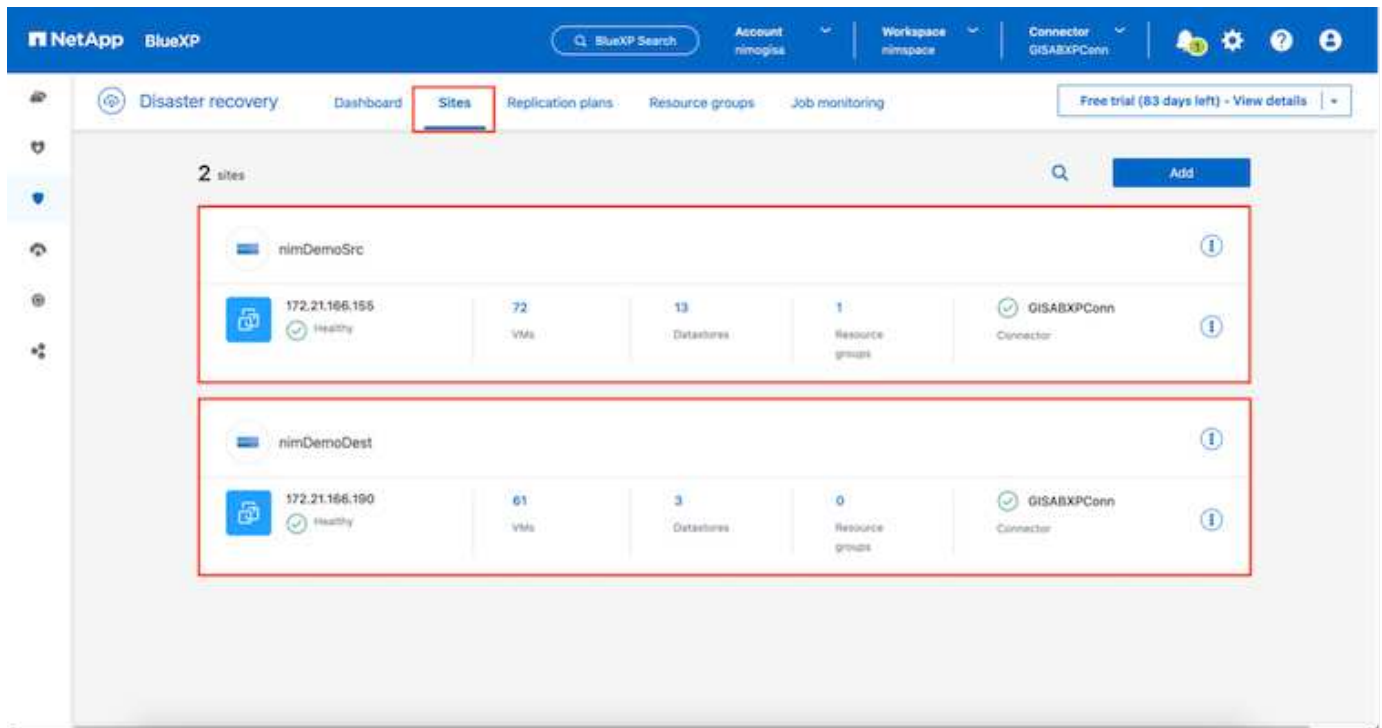 NetApp BlueXP
BlueXP Search
Account
nimogisa
Workspace
nimspace
Connector
GISABXPConn
1
Disaster recovery
Dashboard
Sites
Replication plans
Resource groups
Job monitoring
Free trial (83 days left) - View details
2 sites
Add
nimDemoSrc
172.21.166.155
Healthy
72
VMs
13
Datastores
1
Resource
groups
GISABXPConn
Connector
nimDemoDest
172.21.166.190
Healthy
61
VMs
3
Datastores
0
Resource
groups
GISABXPConn
Connector